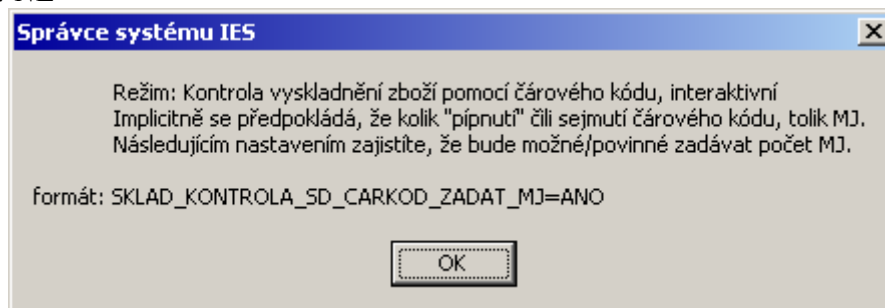 Správce systému IES
Režim: Kontrola vyskladnění zboží pomocí čárového kódu, interaktivní
Implicitně se předpokládá, že kolik "pípnutí" čili sejmutí čárového kódu, tolik MJ.
Následujícím nastavením zajistíte, že bude možné/povinné zadávat počet MJ.
formát: SKLAD_KONTROLA_SD_CARKOD_ZADAT_MJ=ANO
OK